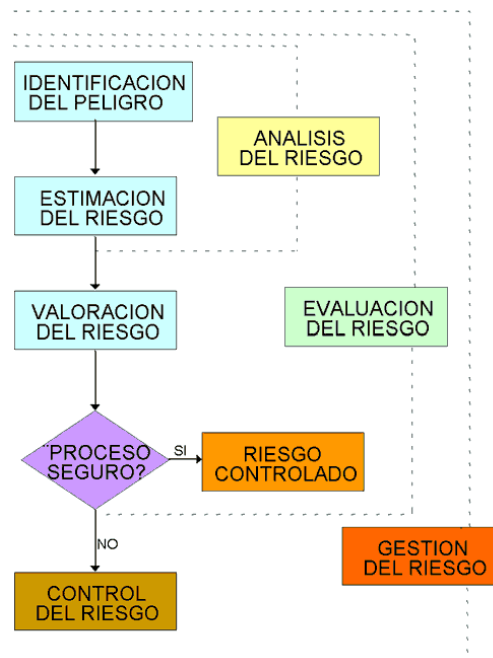 IDENTIFICACION
DEL PELIGRO
ANALISIS
DEL RIESGO
ESTIMACION
DEL RIESGO
VALORACION
DEL RIESGO
EVALUACION
DEL RIESGO
¨PROCESO
SEGURO?
SI
RIESGO
CONTROLADO
NO
GESTION
DEL RIESGO
CONTROL
DEL RIESGO